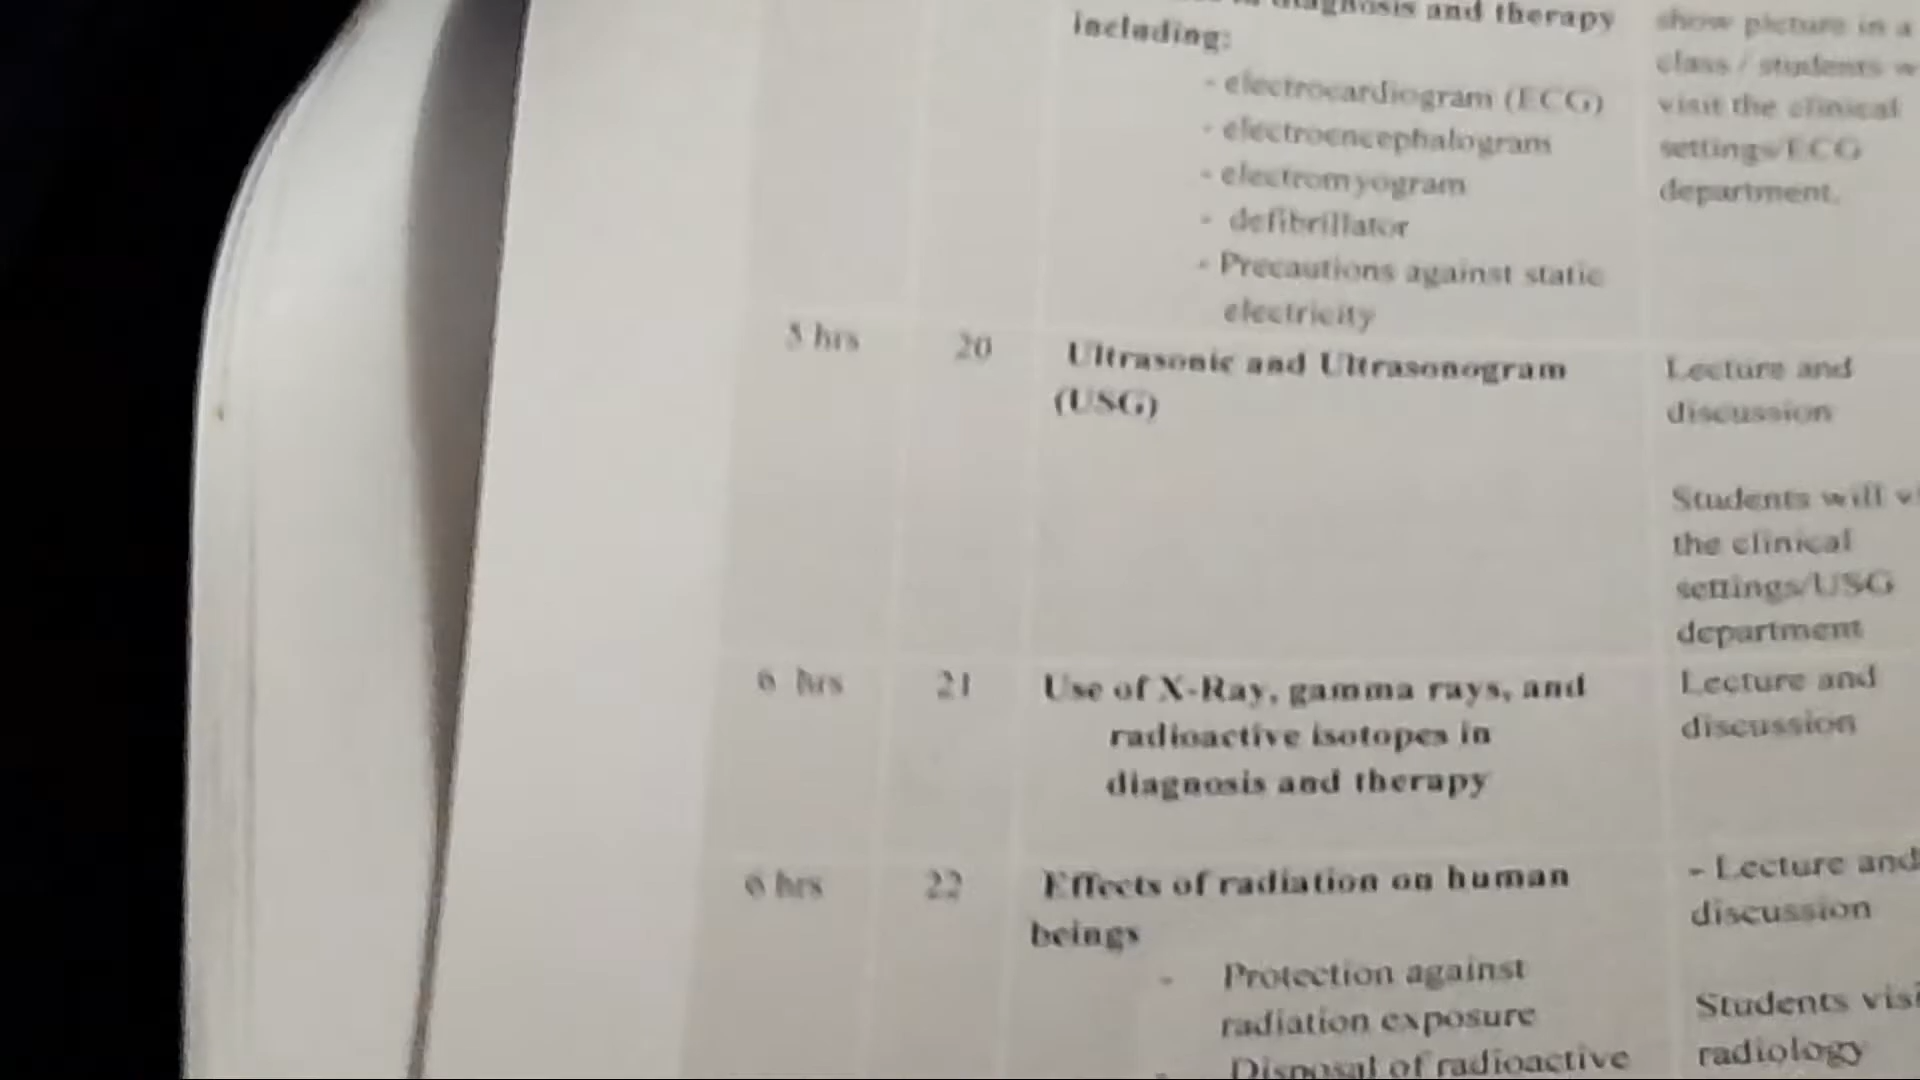 diagnosis and therapy
including:
- electrocardiogram (ECG)
- electroencephalogram
- electromyogram
- defibrillator
- Precautions against static
electricity
show picture in a
class / students
visit the clinical
settings/ECG
department.
5 hrs
20
Ultrasonic and Ultrasonogram
(USG)
Lecture and
discussion
Students will
the clinical
settings/USG
department
6 hrs
21
Use of X-Ray, gamma rays, and
radioactive isotopes in
diagnosis and therapy
Lecture and
discussion
6 hrs
22
Effects of radiation on human
beings
- Protection against
radiation exposure
- Disposal of radioactive
- Lecture and
discussion
Students
radiology